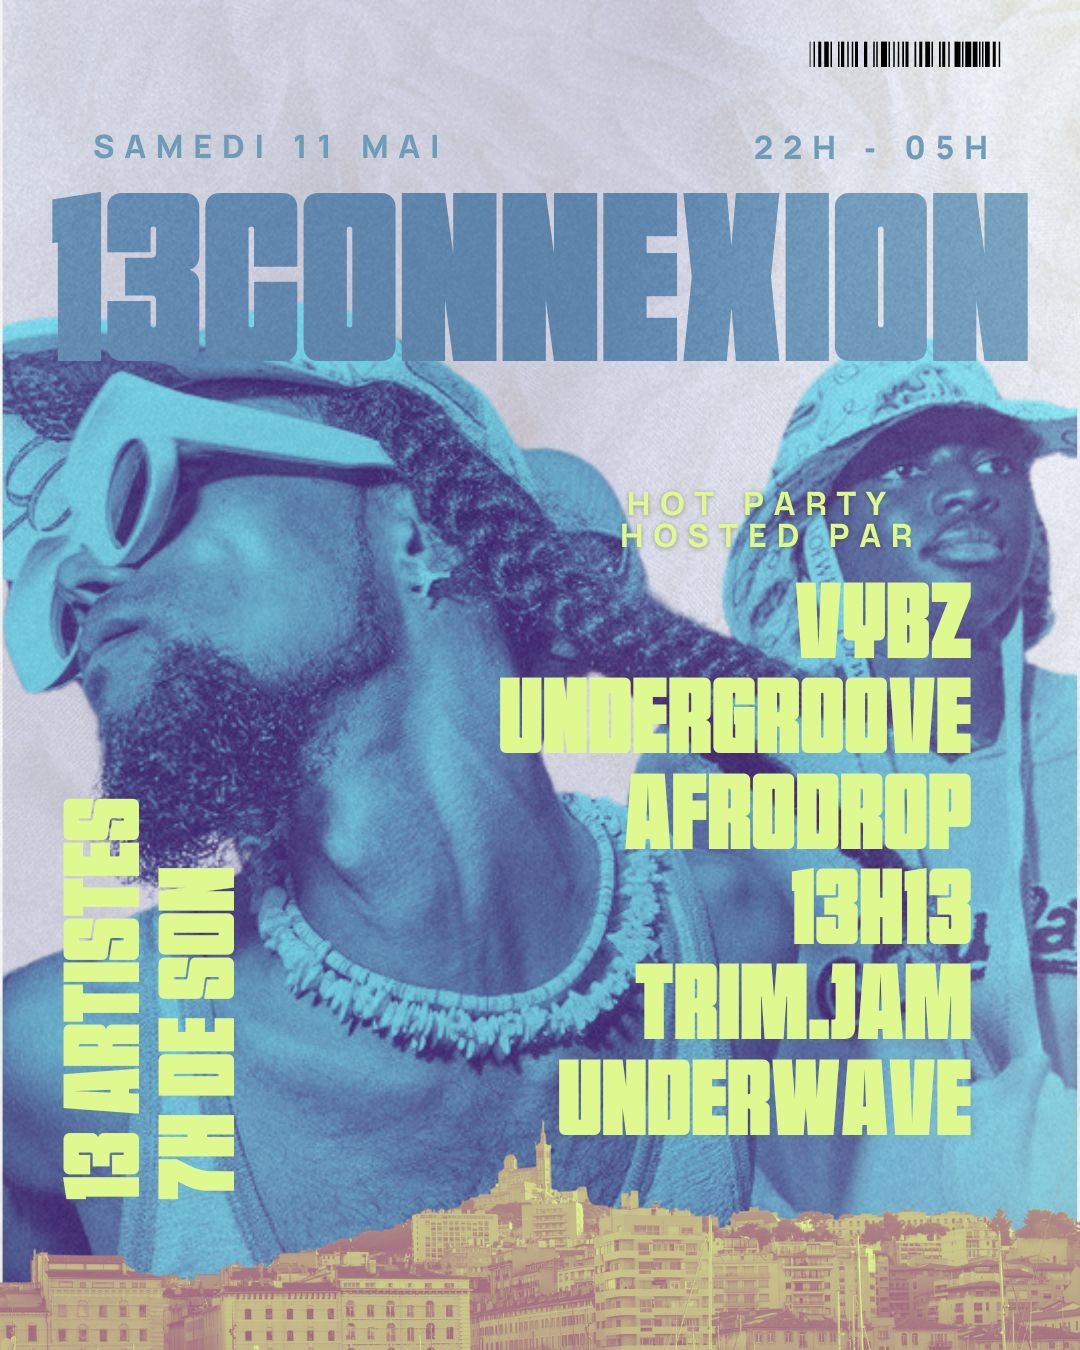 SAMEDI 11 MAI
22H - 05H
13CONNEXION
HOT PARTY
HOSTED PAR
VYBZ
UNDERGROOVE
AFRODROP
13H13
TRIM.JAM
UNDERWAVE
13 ARTISTES
7H DE SON